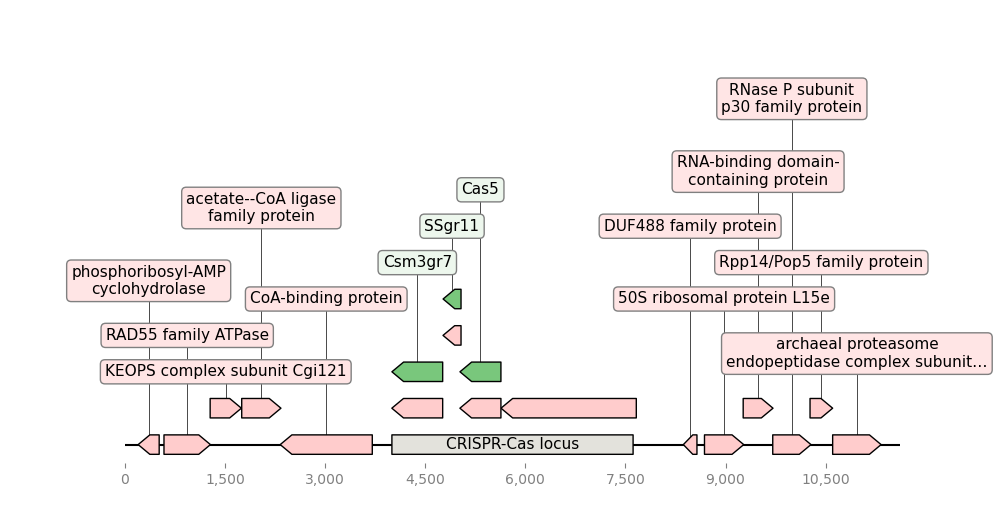 RNase P subunit
p30 family protein
RNA-binding domain-
containing protein
Cas5
acetate--CoA ligase
family protein
SSgr11
DUF488 family protein
Csm3gr7
Rpp14/Pop5 family protein
phosphoribosyl-AMP
cyclohydrolase
CoA-binding protein
50S ribosomal protein L15e
RAD55 family ATPase
archaeal proteasome
endopeptidase complex subunit...
KEOPS complex subunit Cgi121
CRISPR-Cas locus
0 1,500 3,000 4,500 6,000 7,500 9,000 10,500